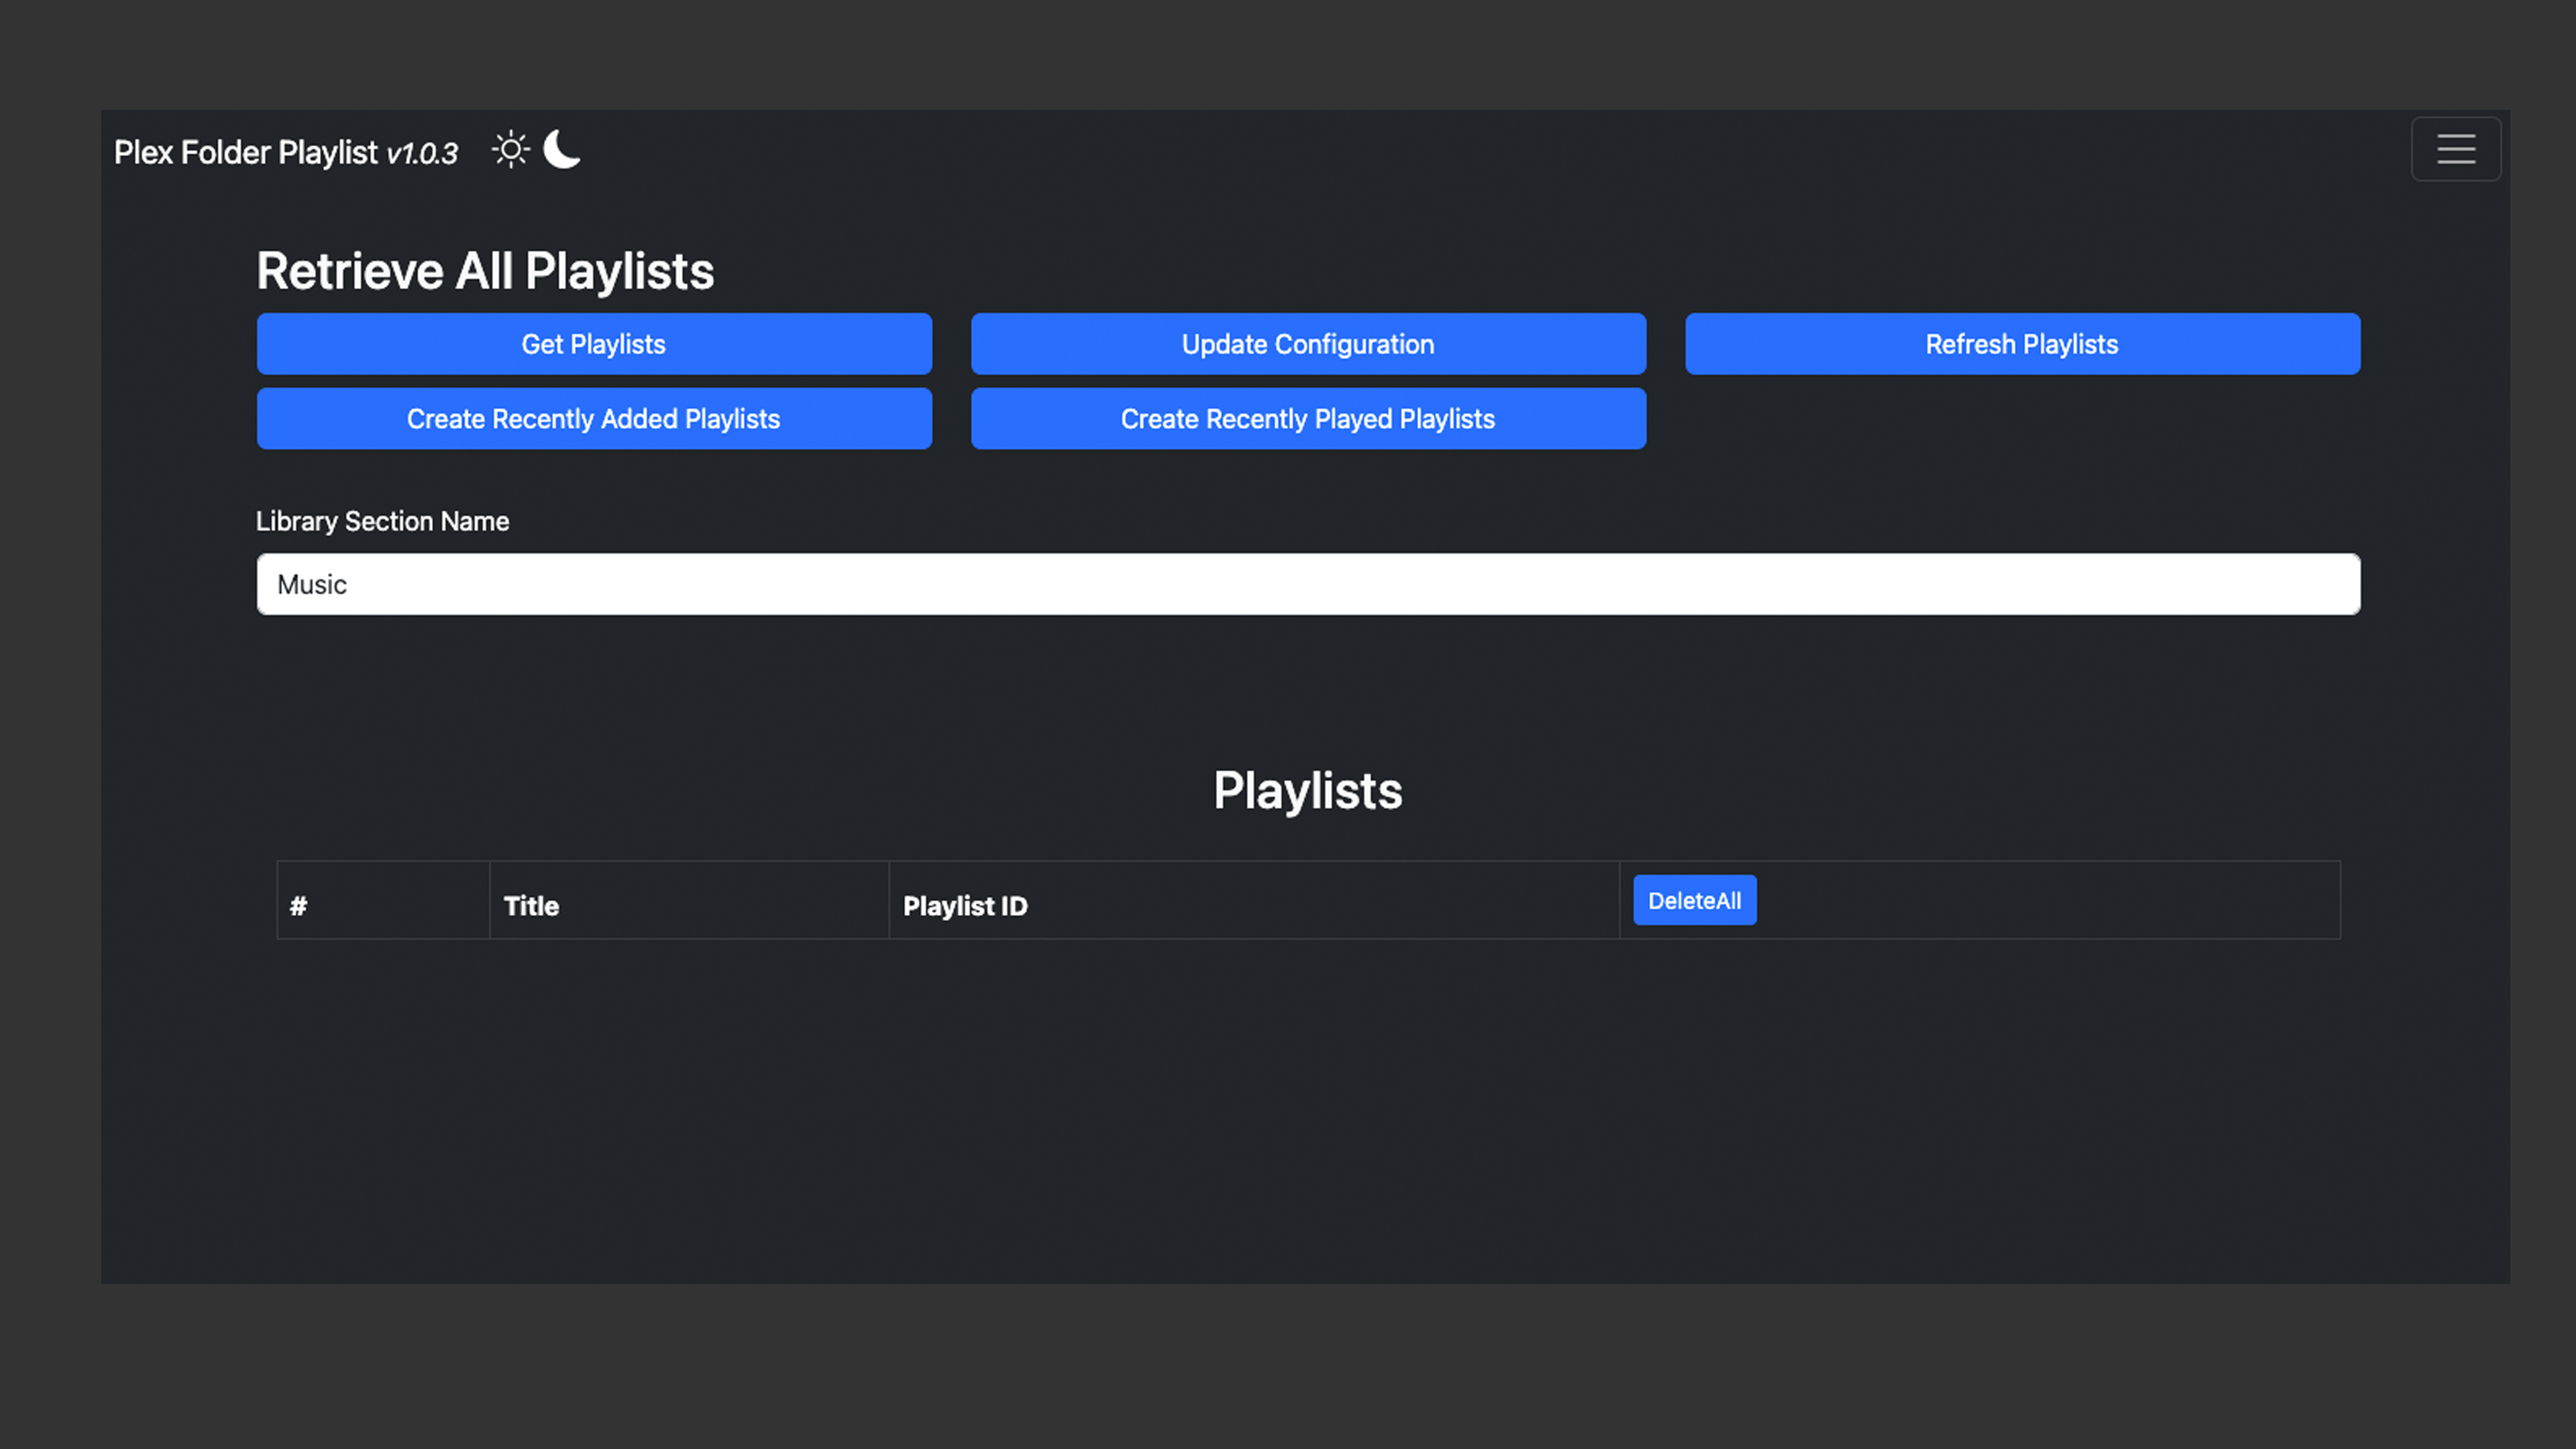 Plex Folder Playlist v1.0.3
Retrieve All Playlists
Get Playlists
Update Configuration
Refresh Playlists
Create Recently Added Playlists
Create Recently Played Playlists
Library Section Name
Music
Playlists
# Title Playlist ID DeleteAll